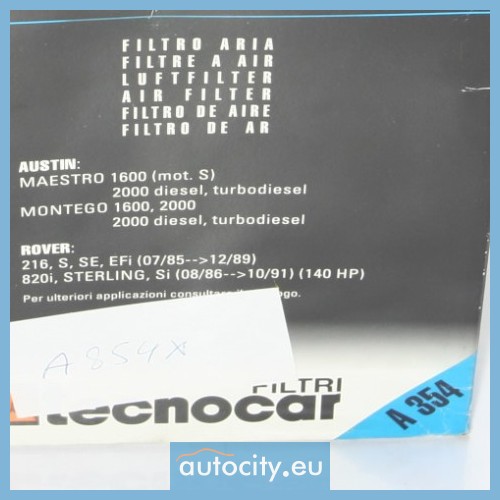 FILTRO ARIA
FILTRE A AIR
LUFTFILTER
AIR FILTER
FILTRO DE AIRE
FILTRO DE AR
AUSTIN:
MAESTRO 1600 (mot. S)
2000 diesel, turbodiesel
MONTEGO 1600, 2000
2000 diesel, turbodiesel
ROVER:
216, S, SE, EFi (07/85-->12/89)
820i, STERLING, Si (08/86-->10/91) (140 HP)
Per ulteriori applicazioni consultare il
A854X
FILTRI
tecnocar
A 354
autocity.eu